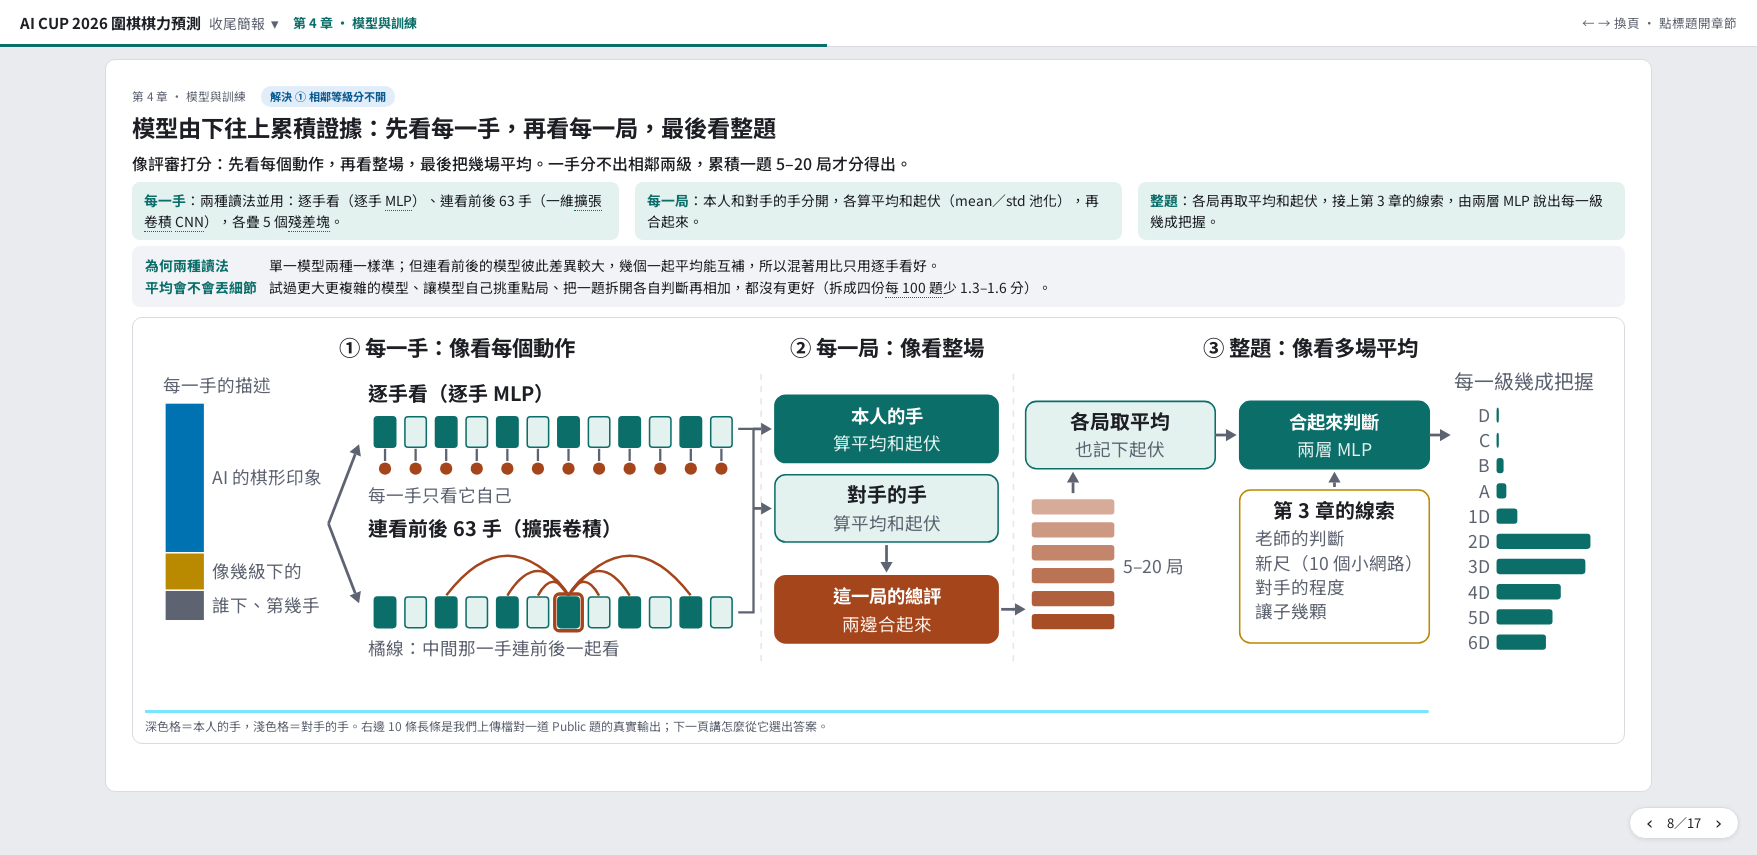 AI CUP 2026 圍棋棋力預測 收尾簡報 ▼ 第 4 章 · 模型與訓練
← → 換頁 · 點標題開章節
第 4 章 · 模型與訓練 解決 ① 相鄰等級分不開
模型由下往上累積證據：先看每一手，再看每一局，最後看整題
像評審打分：先看每個動作，再看整場，最後把幾場平均。一手分不出相鄰兩級，累積一題 5–20 局才分得出。
每一手：兩種讀法並用：逐手看（逐手 MLP）、連看前後 63 手（一維擴張
卷積 CNN），各疊 5 個殘差塊。
每一局：本人和對手的手分開，各算平均和起伏（mean／std 池化），再
合起來。
整題：各局再取平均和起伏，接上第 3 章的線索，由兩層 MLP 說出每一級
幾成把握。
為何兩種讀法 單一模型兩種一樣準；但連看前後的模型彼此差異較大，幾個一起平均能互補，所以混著用比只用逐手看好。
平均會不會丟細節 試過更大更複雜的模型、讓模型自己挑重點局、把一題拆開各自判斷再相加，都沒有更好（拆成四份每 100 題少 1.3–1.6 分）。
① 每一手：像看每個動作
② 每一局：像看整場
③ 整題：像看多場平均
每一手的描述
AI 的棋形印象
像幾級下的
誰下、第幾手
逐手看（逐手 MLP）
每一手只看它自己
連看前後 63 手（擴張卷積）
橘線：中間那一手連前後一起看
本人的手
算平均和起伏
對手的手
算平均和起伏
這一局的總評
兩邊合起來
各局取平均
也記下起伏
5–20 局
合起來判斷
兩層 MLP
第 3 章的線索
老師的判斷
新尺（10 個小網路）
對手的程度
讓子幾顆
每一級幾成把握
D
C
B
A
1D
2D
3D
4D
5D
6D
深色格＝本人的手，淺色格＝對手的手。右邊 10 條長條是我們上傳檔對一道 Public 題的真實輸出；下一頁講怎麼從它選出答案。
‹ 8／17 ›